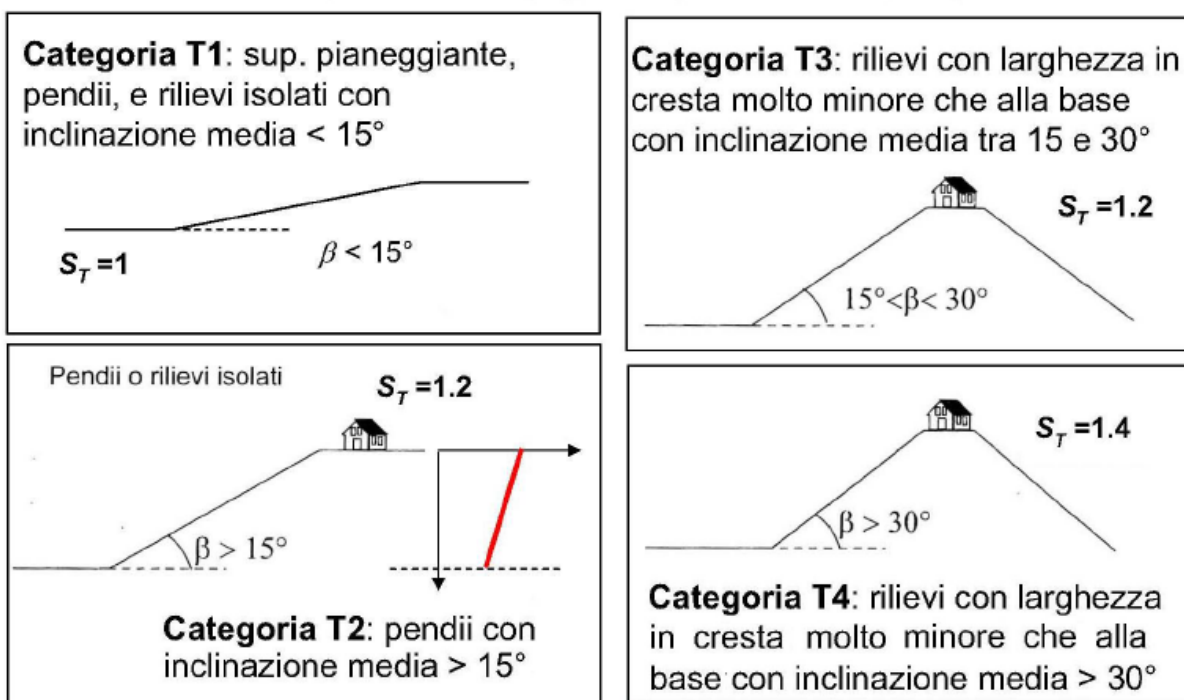 Categoria T1: sup. pianeggiante,
pendii, e rilievi isolati con
inclinazione media < 15°
S_T =1
β < 15°
Categoria T3: rilievi con larghezza in
cresta molto minore che alla base
con inclinazione media tra 15 e 30°
S_T =1.2
15°<β< 30°
Pendii o rilievi isolati
S_T =1.2
β > 15°
Categoria T2: pendii con
inclinazione media > 15°
S_T =1.4
β > 30°
Categoria T4: rilievi con larghezza
in cresta molto minore che alla
base con inclinazione media > 30°